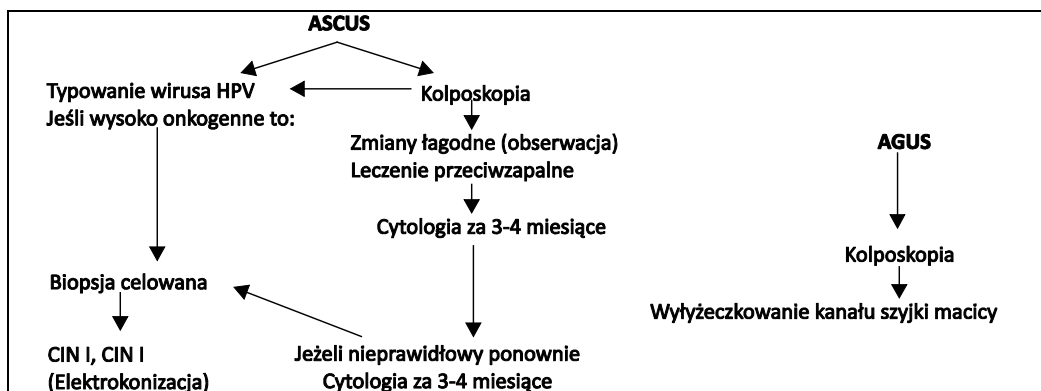 ASCUS
Typowanie wirusa HPV
Jeśli wysoko onkogenne to:
Kolposkopia
Zmiany łagodne (obserwacja)
Leczenie przeciwzapalne
Cytologia za 3-4 miesiące
Biopsja celowana
CIN I, CIN I
(Elektrokonizacja)
Jeżeli nieprawidłowy ponownie
Cytologia za 3-4 miesiące
AGUS
Kolposkopia
Wyłyżeczkowanie kanału szyjki macicy